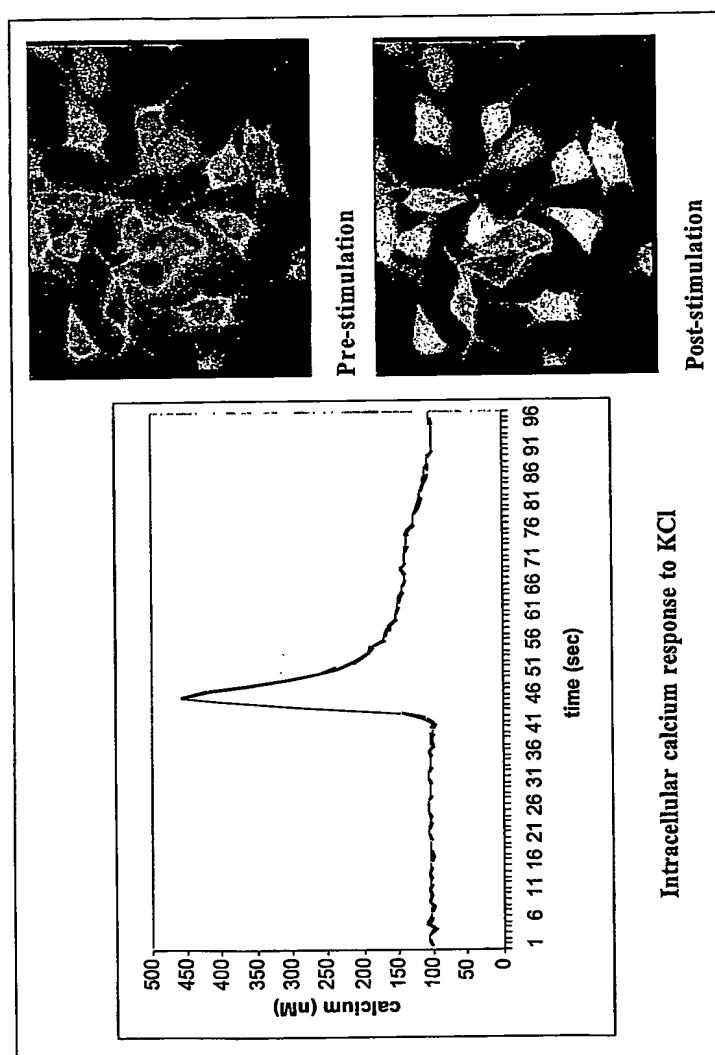 Pre-stimulation
Post-stimulation
calcium (nM)
500
450
400
350
300
250
200
150
100
50
0
1 6 11 16 21 26 31 36 41 46 51 56 61 66 71 76 81 86 91 96
time (sec)
Intracellular calcium response to KCl